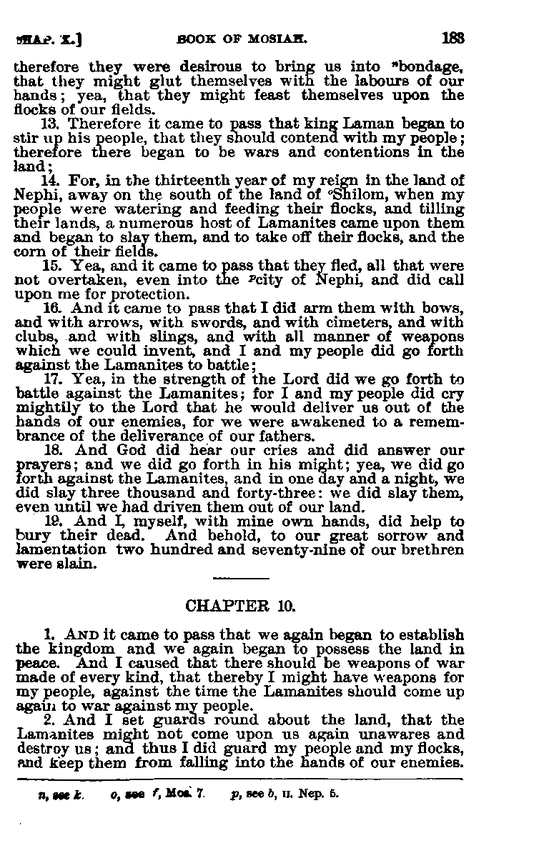 CHAP. X.] BOOK OF MOSIAH. 183
therefore they were desirous to bring us into ⁿbondage,
that they might glut themselves with the labours of our
hands; yea, that they might feast themselves upon the
flocks of our fields.
13. Therefore it came to pass that king Laman began to
stir up his people, that they should contend with my people;
therefore there began to be wars and contentions in the
land;
14. For, in the thirteenth year of my reign in the land of
Nephi, away on the south of the land of ᵒShilom, when my
people were watering and feeding their flocks, and tilling
their lands, a numerous host of Lamanites came upon them
and began to slay them, and to take off their flocks, and the
corn of their fields.
15. Yea, and it came to pass that they fled, all that were
not overtaken, even into the ᵖcity of Nephi, and did call
upon me for protection.
16. And it came to pass that I did arm them with bows,
and with arrows, with swords, and with cimeters, and with
clubs, and with slings, and with all manner of weapons
which we could invent, and I and my people did go forth
against the Lamanites to battle;
17. Yea, in the strength of the Lord did we go forth to
battle against the Lamanites; for I and my people did cry
mightily to the Lord that he would deliver us out of the
hands of our enemies, for we were awakened to a remem-
brance of the deliverance of our fathers.
18. And God did hear our cries and did answer our
prayers; and we did go forth in his might; yea, we did go
forth against the Lamanites, and in one day and a night, we
did slay three thousand and forty-three: we did slay them,
even until we had driven them out of our land.
19. And I, myself, with mine own hands, did help to
bury their dead. And behold, to our great sorrow and
lamentation two hundred and seventy-nine of our brethren
were slain.
CHAPTER 10.
1. AND it came to pass that we again began to establish
the kingdom and we again began to possess the land in
peace. And I caused that there should be weapons of war
made of every kind, that thereby I might have weapons for
my people, against the time the Lamanites should come up
again to war against my people.
2. And I set guards round about the land, that the
Lamanites might not come upon us again unawares and
destroy us; and thus I did guard my people and my flocks,
and keep them from falling into the hands of our enemies.
n, see k. o, see f, Mos. 7. p, see b, II. Nep. 5.